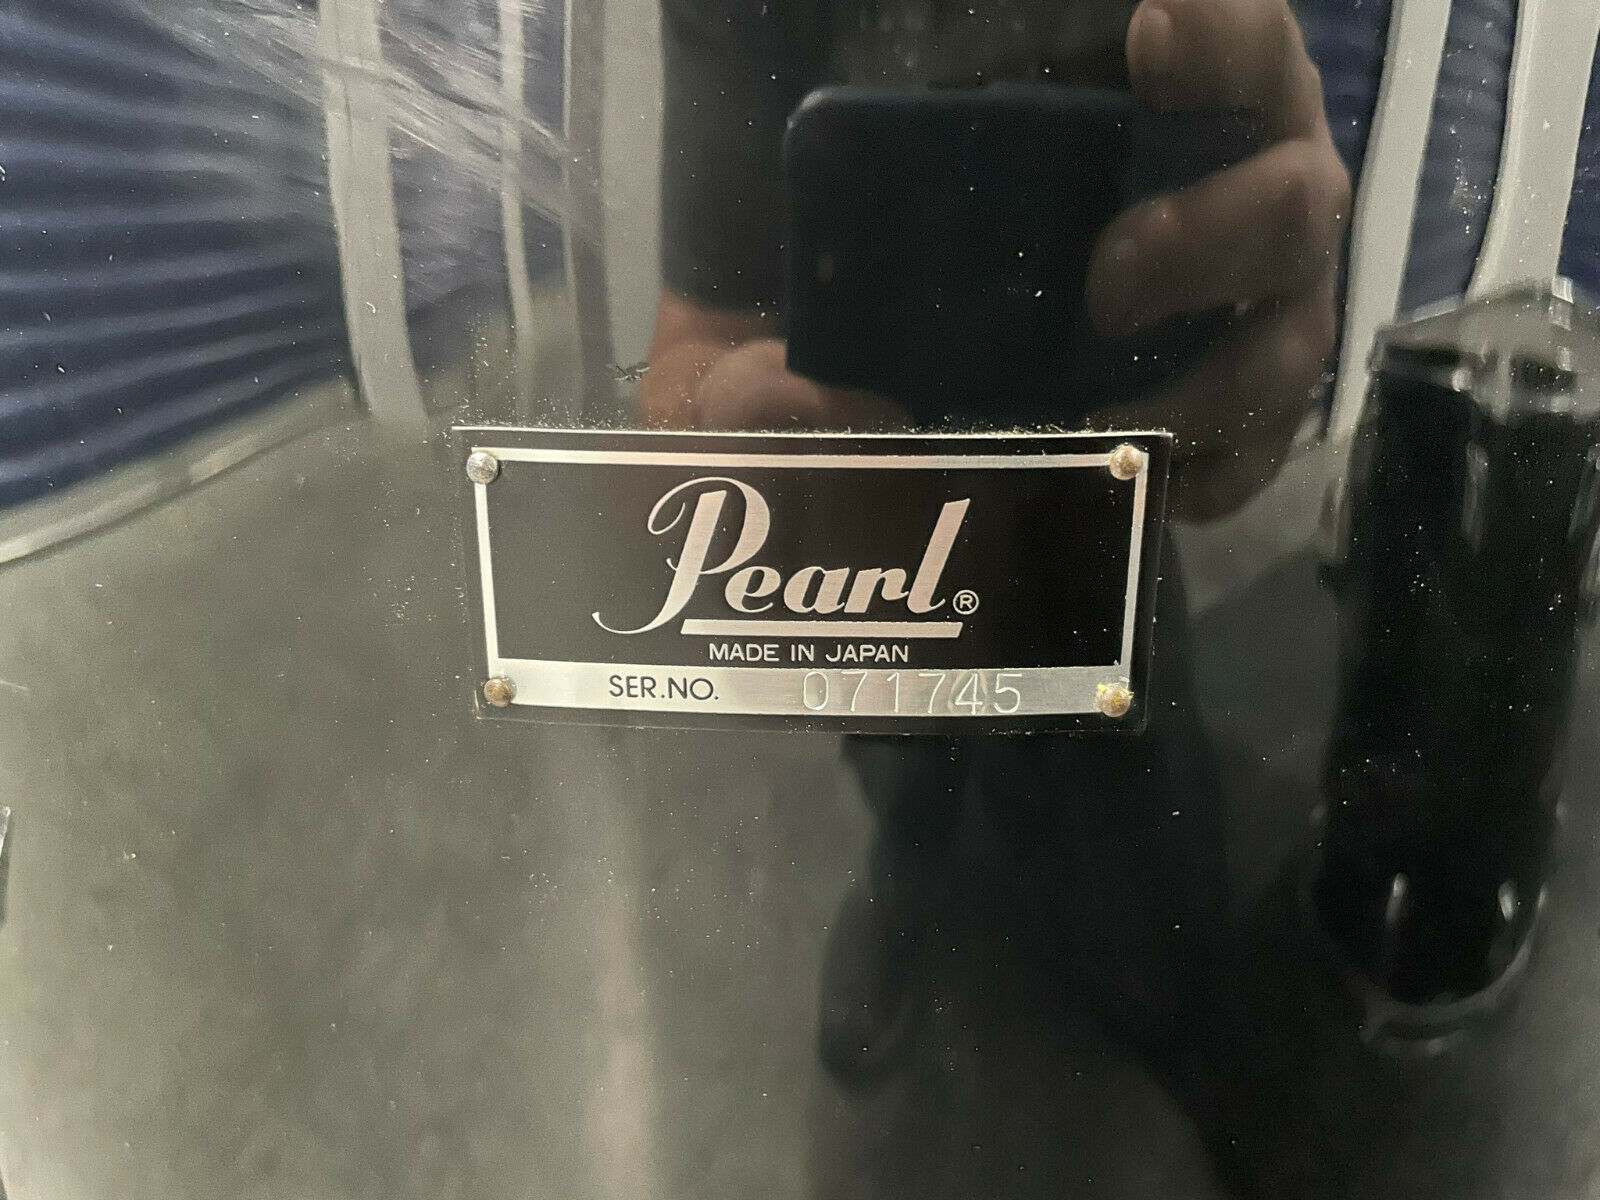 Pearl®
MADE IN JAPAN
SER.NO. 071745